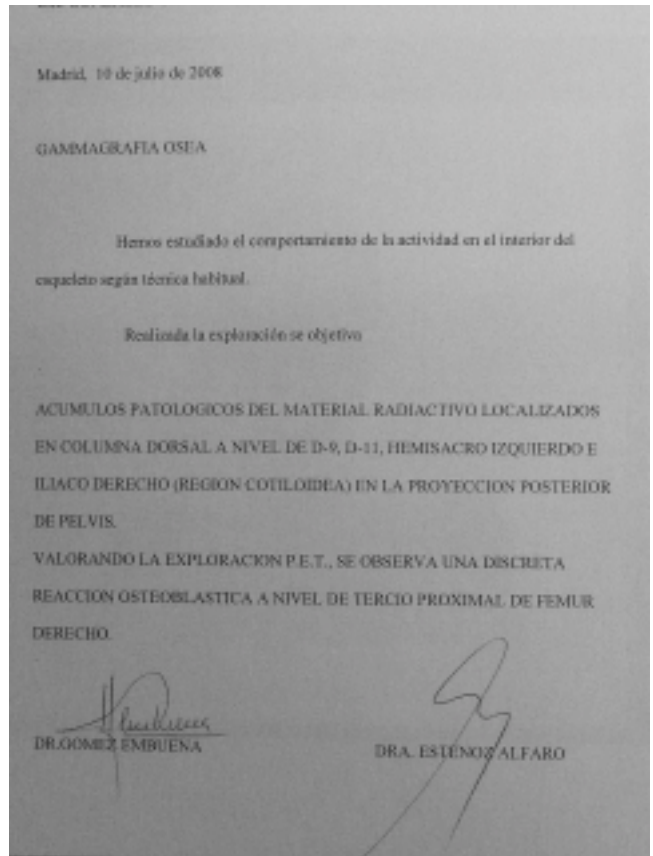 Madrid, 10 de julio de 2008
GAMMAGRAFIA OSEA
Hemos estudiado el comportamiento de la actividad en el interior del
esqueleto según técnica habitual.
Realizada la exploración se objetiva
ACUMULOS PATOLOGICOS DEL MATERIAL RADIACTIVO LOCALIZADOS
EN COLUMNA DORSAL A NIVEL DE D-9, D-11, HEMISACRO IZQUIERDO E
ILIACO DERECHO (REGION COTILOIDEA) EN LA PROYECCION POSTERIOR
DE PELVIS.
VALORANDO LA EXPLORACION P.E.T., SE OBSERVA UNA DISCRETA
REACCION OSTEOBLASTICA A NIVEL DE TERCIO PROXIMAL DE FEMUR
DERECHO.
DR.GOMEZ EMBUENA
DRA. ESTENOZ ALFARO